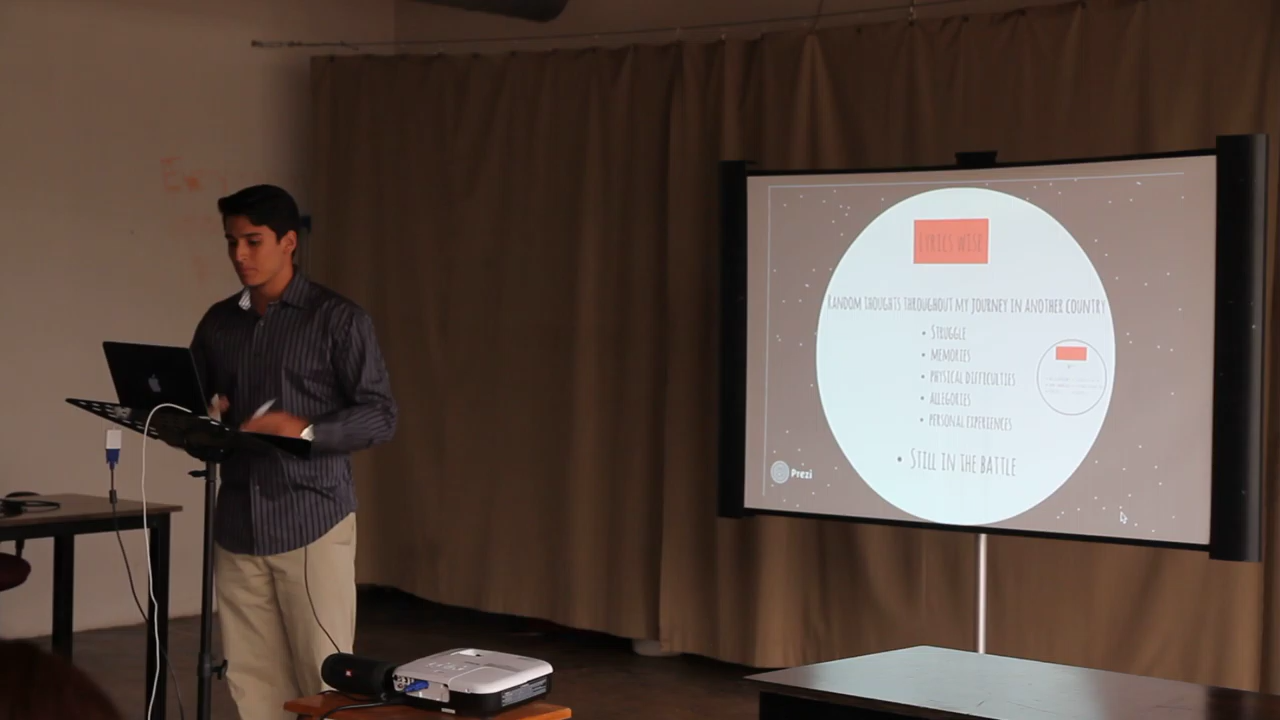 LYRICS WISE
RANDOM THOUGHTS THROUGHOUT MY JOURNEY IN ANOTHER COUNTRY
• STRUGGLE
• MEMORIES
• PHYSICAL DIFFICULTIES
• ALLEGORIES
• PERSONAL EXPERIENCES
• STILL IN THE BATTLE
Prezi